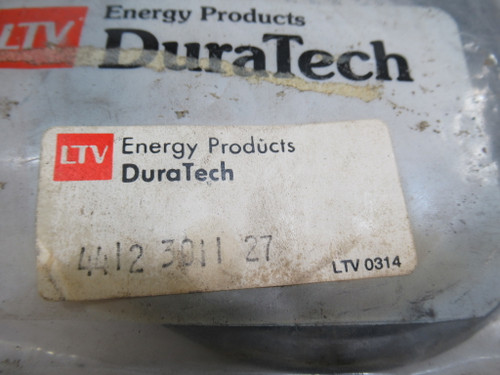 LTV Energy Products
DuraTech
LTV Energy Products
DuraTech
4412 3011 27
LTV 0314